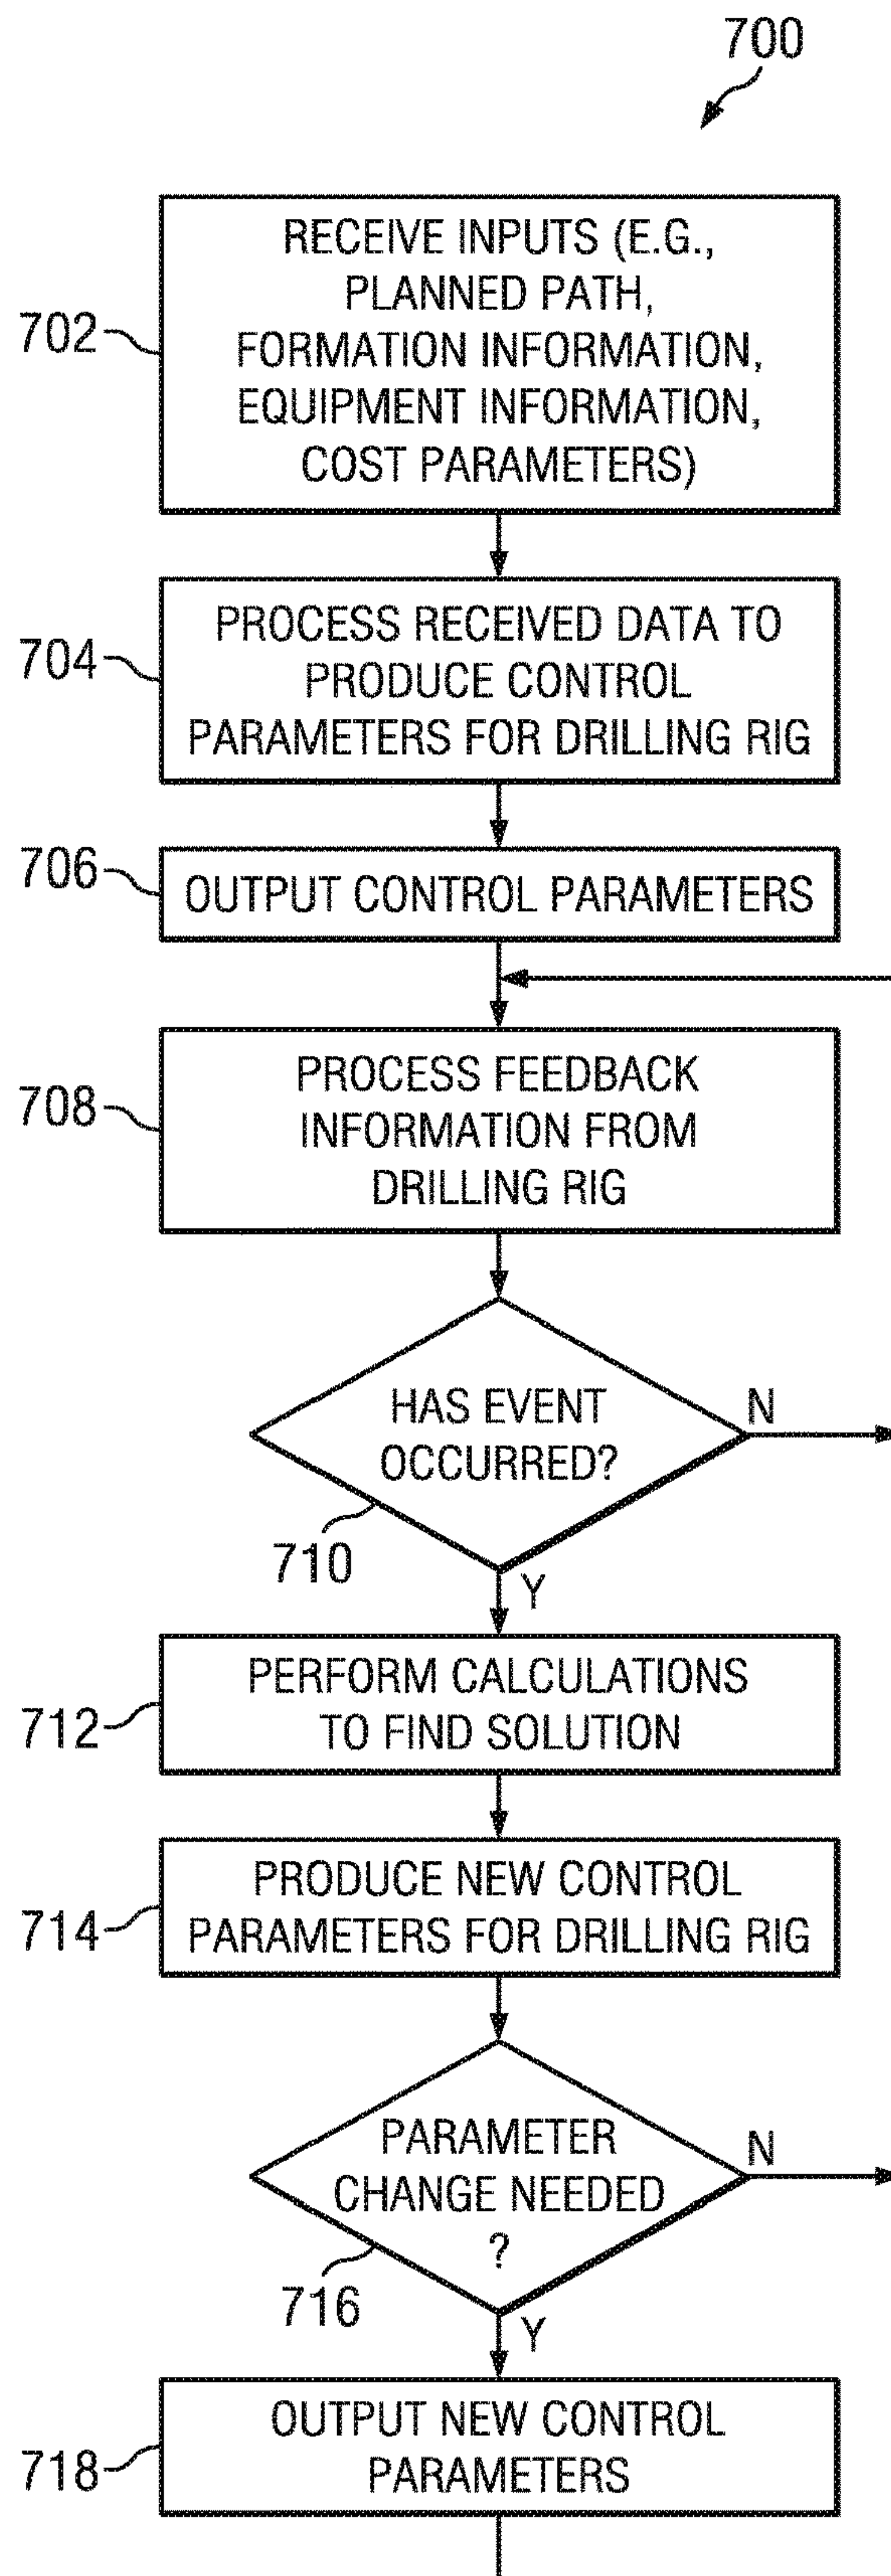 700
702
RECEIVE INPUTS (E.G.,
PLANNED PATH,
FORMATION INFORMATION,
EQUIPMENT INFORMATION,
COST PARAMETERS)
704
PROCESS RECEIVED DATA TO
PRODUCE CONTROL
PARAMETERS FOR DRILLING RIG
706
OUTPUT CONTROL PARAMETERS
708
PROCESS FEEDBACK
INFORMATION FROM
DRILLING RIG
HAS EVENT
OCCURRED?
N
710
Y
712
PERFORM CALCULATIONS
TO FIND SOLUTION
714
PRODUCE NEW CONTROL
PARAMETERS FOR DRILLING RIG
PARAMETER
CHANGE NEEDED
?
N
716
Y
718
OUTPUT NEW CONTROL
PARAMETERS